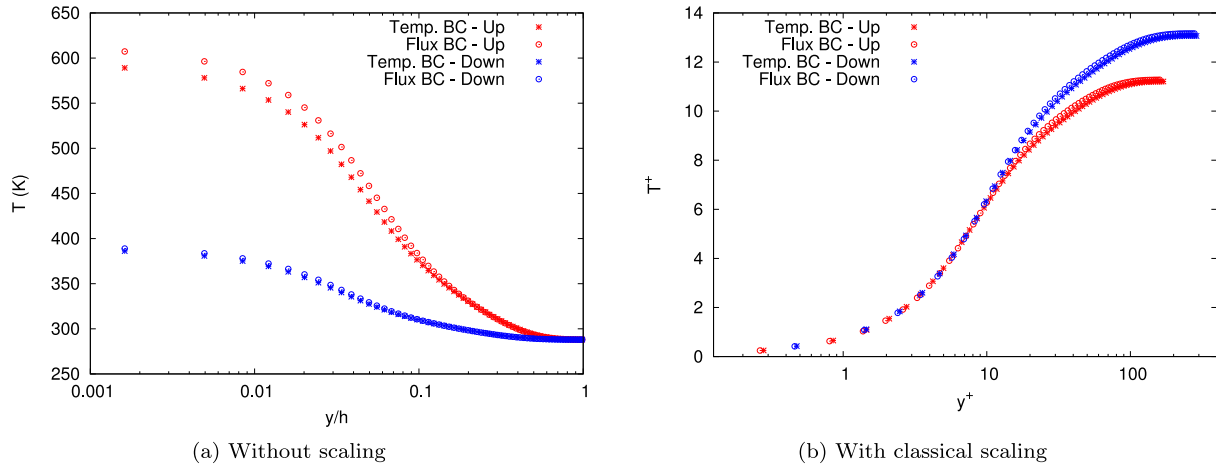 650
600
550
500
450
400
350
300
250
0.001
0.01
0.1
1
T (K)
y/h
Temp. BC - Up
Flux BC - Up
Temp. BC - Down
Flux BC - Down
(a) Without scaling
14
12
10
8
6
4
2
0
1
10
100
T+
y+
Temp. BC - Up
Flux BC - Up
Temp. BC - Down
Flux BC - Down
(b) With classical scaling